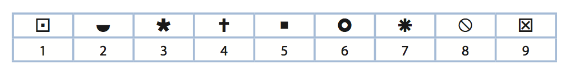 ⊡ ◒ * ✝ ■ ⭘ ✷ ⃠ ☒
1 2 3 4 5 6 7 8 9